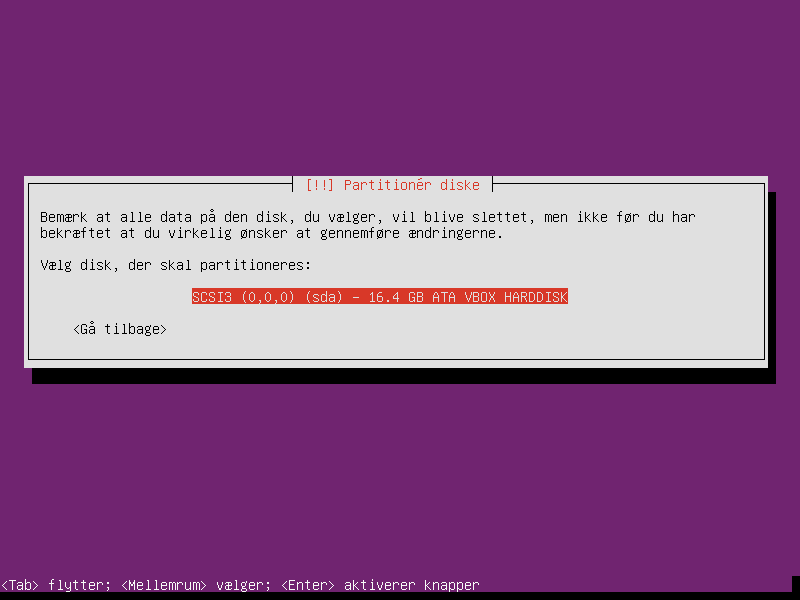 [!!] Partitionér diske
Bemærk at alle data på den disk, du vælger, vil blive slettet, men ikke før du har
bekræftet at du virkelig ønsker at gennemføre ændringerne.
Vælg disk, der skal partitioneres:
SCSI3 (0,0,0) (sda) - 16.4 GB ATA VBOX HARDDISK
<Gå tilbage>
<Tab> flytter; <Mellemrum> vælger; <Enter> aktiverer knapper